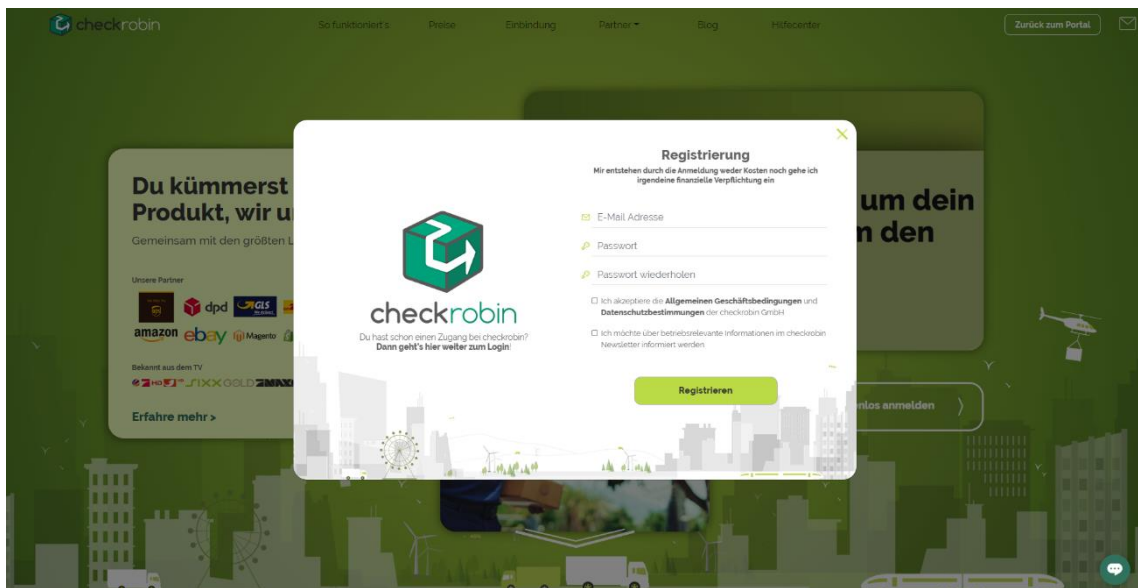 checkrobin
So funktioniert's Preise Einbindung Partner Blog Hilfecenter
Zurück zum Portal
Du kümmerst
Produkt, wir
Gemeinsam mit den größten
Unsere Partner
dpd GLS
amazon ebay Magento
Bekannt aus dem TV
SIXX GOLD
Erfahre mehr >
checkrobin
Du hast schon einen Zugang bei checkrobin?
Dann geht's hier weiter zum Login!
Registrierung
Mir entstehen durch die Anmeldung weder Kosten noch gehe ich
irgendeine finanzielle Verpflichtung ein
E-Mail Adresse
Passwort
Passwort wiederholen
Ich akzeptiere die Allgemeinen Geschäftsbedingungen und
Datenschutzbestimmungen der checkrobin GmbH
Ich möchte über betriebsrelevante Informationen im checkrobin
Newsletter informiert werden
Registrieren
um dein
den
anmelden